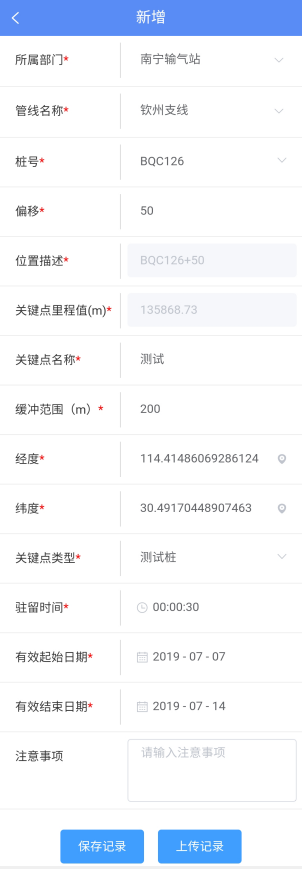 新增
所属部门* 南宁输气站
管线名称* 钦州支线
桩号* BQC126
偏移* 50
位置描述* BQC126+50
关键点里程值(m)* 135868.73
关键点名称* 测试
缓冲范围（m）* 200
经度* 114.41486069286124
纬度* 30.49170448907463
关键点类型* 测试桩
驻留时间* 00:00:30
有效起始日期* 2019 - 07 - 07
有效结束日期* 2019 - 07 - 14
注意事项 请输入注意事项
保存记录 上传记录